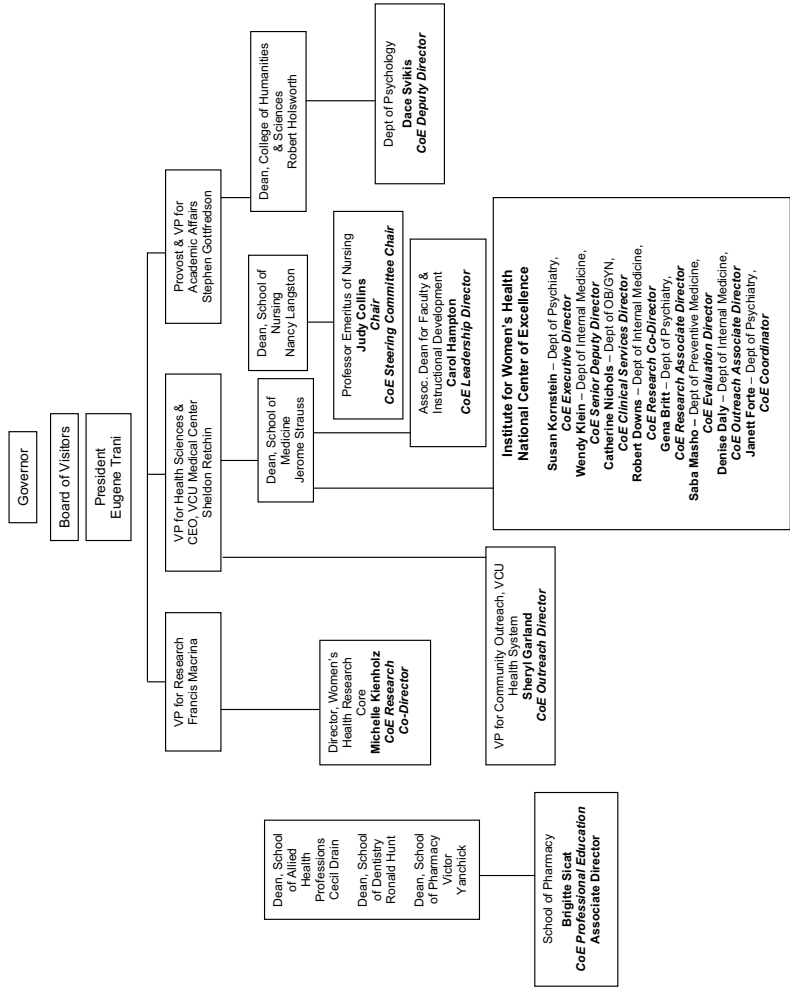 Governor
Board of Visitors
President
Eugene Trani
VP for Research
Francis Macrina
VP for Health Sciences &
CEO, VCU Medical Center
Sheldon Retchin
Provost & VP for
Academic Affairs
Stephen Gottfredson
Dean, School
of Allied
Health
Professions
Cecil Drain
Dean, School
of Dentistry
Ronald Hunt
Dean, School
of Pharmacy
Victor
Yanchick
Director, Women's
Health Research
Core
Michelle Kienholz
CoE Research
Co-Director
Dean, School of
Medicine
Jerome Strauss
Dean, School of
Nursing
Nancy Langston
Dean, College of Humanities
& Sciences
Robert Holsworth
Professor Emeritus of Nursing
Judy Collins
Chair
CoE Steering Committee Chair
Assoc. Dean for Faculty &
Instructional Development
Carol Hampton
CoE Leadership Director
Dept of Psychology
Dace Svikis
CoE Deputy Director
School of Pharmacy
Brigitte Sicat
CoE Professional Education
Associate Director
VP for Community Outreach, VCU
Health System
Sheryl Garland
CoE Outreach Director
Institute for Women's Health
National Center of Excellence
Susan Kornstein – Dept of Psychiatry,
CoE Executive Director
Wendy Klein – Dept of Internal Medicine,
CoE Senior Deputy Director
Catherine Nichols – Dept of OB/GYN,
CoE Clinical Services Director
Robert Downs – Dept of Internal Medicine,
CoE Research Co-Director
Gena Britt – Dept of Psychiatry,
CoE Research Associate Director
Saba Masho – Dept of Preventive Medicine,
CoE Evaluation Director
Denise Daly – Dept of Internal Medicine,
CoE Outreach Associate Director
Janett Forte – Dept of Psychiatry,
CoE Coordinator